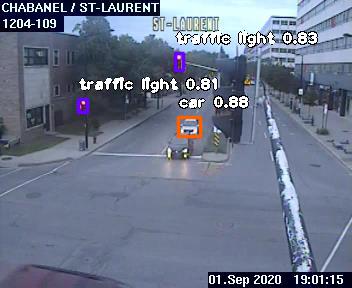 CHABANEL / ST-LAURENT
1204-109
ST-LAURENT
traffic light 0.83
traffic light 0.81
car 0.88
01.Sep 2020 19:01:15